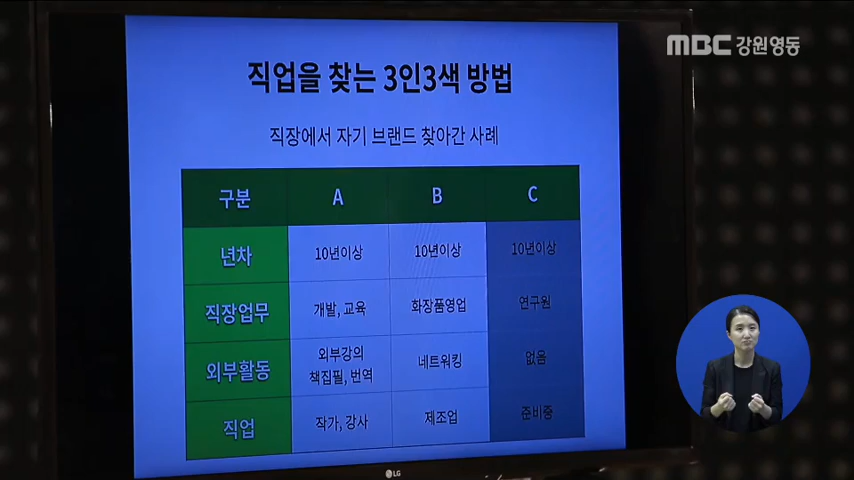 MBC 강원영동
직업을 찾는 3인3색 방법
직장에서 자기 브랜드 찾아간 사례
구분 A B C
년차 10년이상 10년이상 10년이상
직장업무 개발, 교육 화장품영업 연구원
외부활동 외부강의 책집필, 번역 네트워킹 없음
직업 작가, 강사 제조업 준비중
LG